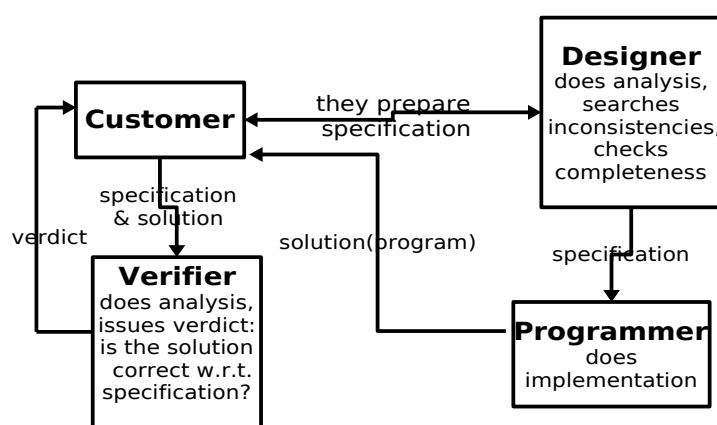 Customer
they prepare
specification
Designer
does analysis,
searches
inconsistencies,
checks
completeness
specification
& solution
verdict
solution(program)
specification
Verifier
does analysis,
issues verdict:
is the solution
correct w.r.t.
specification?
Programmer
does
implementation